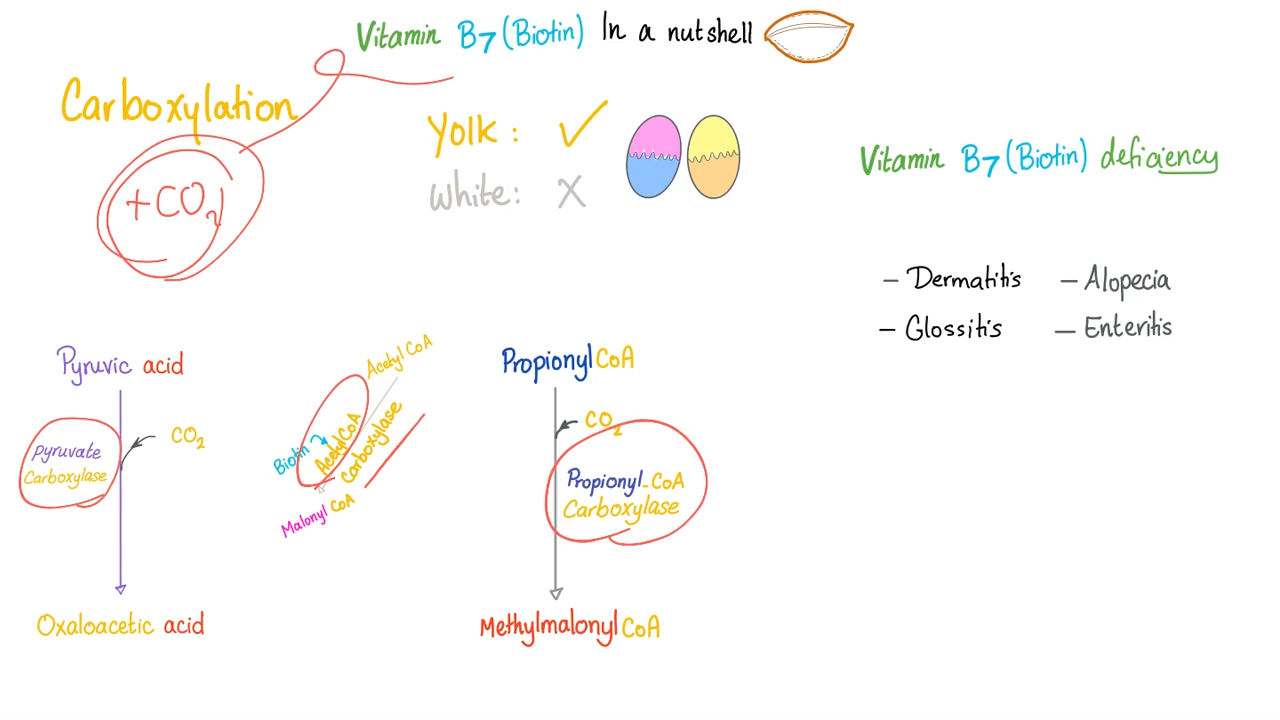 Vitamin B7 (Biotin) In a nutshell
Carboxylation
+CO2
Yolk : ✓
White: X
Vitamin B7 (Biotin) deficiency
– Dermatitis – Alopecia
– Glossitis – Enteritis
Pyruvic acid
Pyruvate
Carboxylase
CO2
Oxaloacetic acid
Acetyl CoA
Biotin
Acetyl CoA
Carboxylase
Malonyl CoA
Propionyl CoA
CO2
Propionyl-CoA
Carboxylase
Methylmalonyl CoA